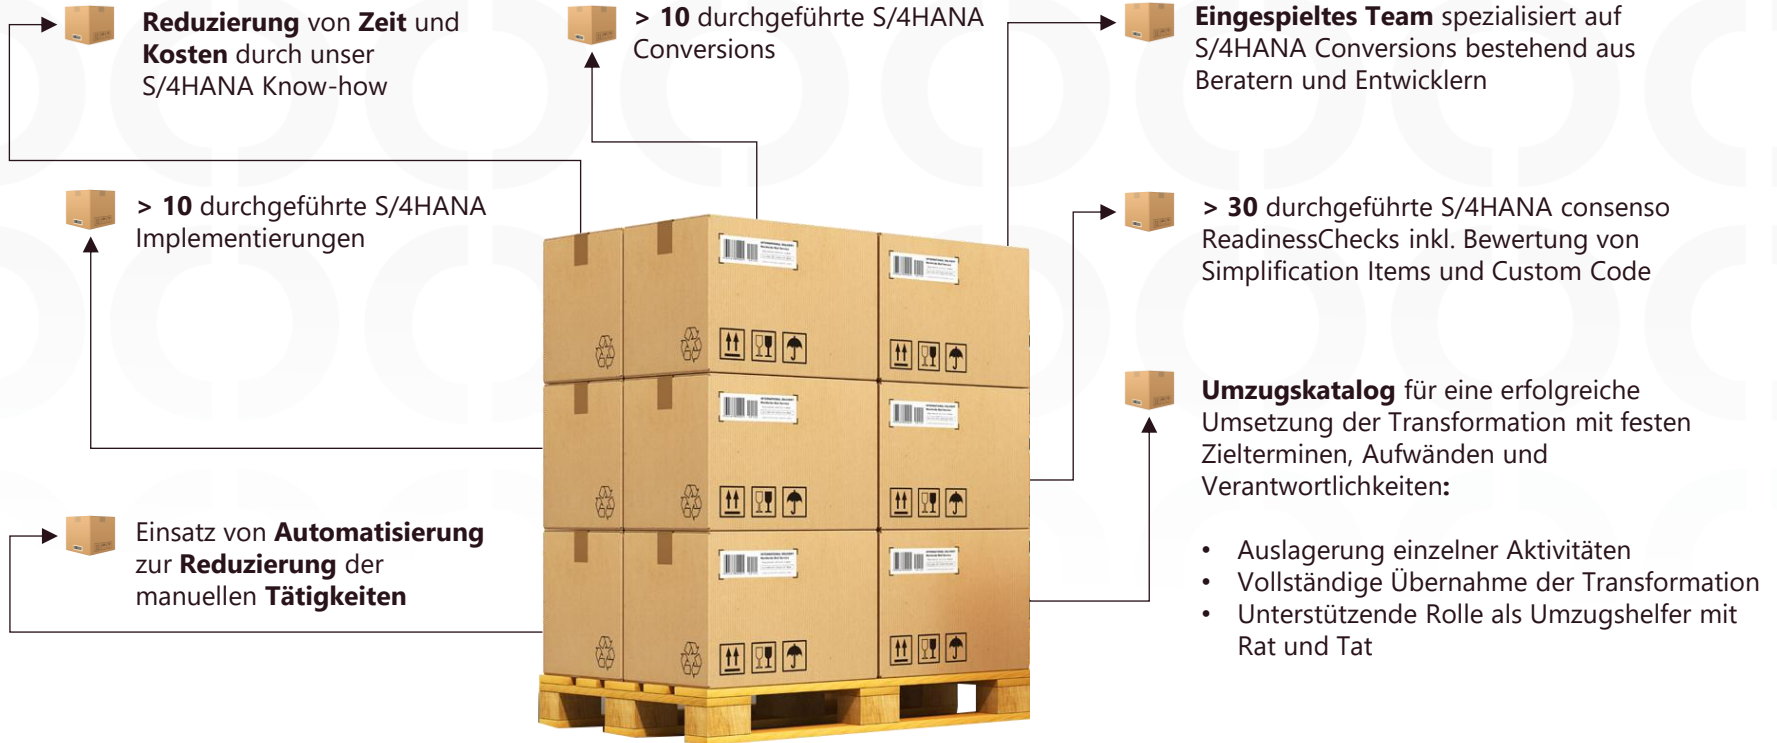 Reduzierung von Zeit und
Kosten durch unser
S/4HANA Know-how
> 10 durchgeführte S/4HANA
Conversions
Eingespieltes Team spezialisiert auf
S/4HANA Conversions bestehend aus
Beratern und Entwicklern
> 10 durchgeführte S/4HANA
Implementierungen
> 30 durchgeführte S/4HANA consenso
ReadinessChecks inkl. Bewertung von
Simplification Items und Custom Code
Umzugskatalog für eine erfolgreiche
Umsetzung der Transformation mit festen
Zielterminen, Aufwänden und
Verantwortlichkeiten:
• Auslagerung einzelner Aktivitäten
• Vollständige Übernahme der Transformation
• Unterstützende Rolle als Umzugshelfer mit
Rat und Tat
Einsatz von Automatisierung
zur Reduzierung der
manuellen Tätigkeiten